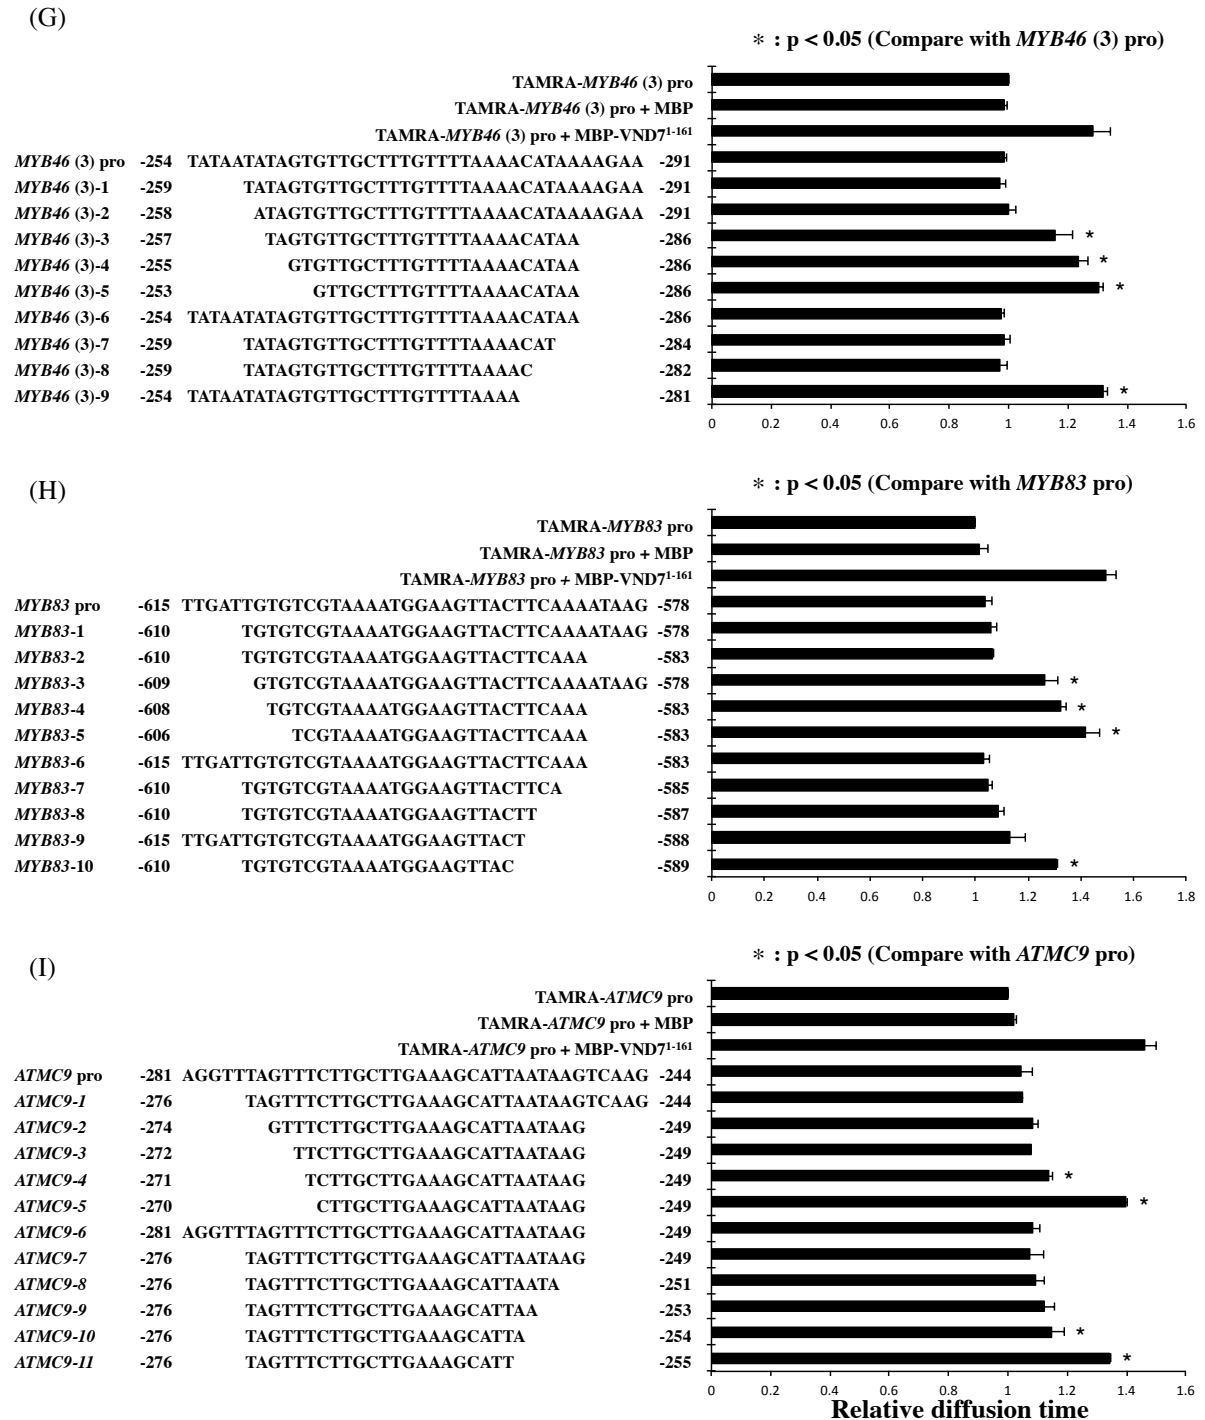 (G)
* : p < 0.05 (Compare with MYB46 (3) pro)
TAMRA-MYB46 (3) pro
TAMRA-MYB46 (3) pro + MBP
TAMRA-MYB46 (3) pro + MBP-VND7¹⁻¹⁶¹
MYB46 (3) pro -254 TATAATATAGTGTTGCTTTGTTTTAAAACATAAAAGAA -291
MYB46 (3)-1 -259 TATAGTGTTGCTTTGTTTTAAAACATAAAAGAA -291
MYB46 (3)-2 -258 ATAGTGTTGCTTTGTTTTAAAACATAAAAGAA -291
MYB46 (3)-3 -257 TAGTGTTGCTTTGTTTTAAAACATAA -286 *
MYB46 (3)-4 -255 GTGTTGCTTTGTTTTAAAACATAA -286 *
MYB46 (3)-5 -253 GTTGCTTTGTTTTAAAACATAA -286 *
MYB46 (3)-6 -254 TATAATATAGTGTTGCTTTGTTTTAAAACATAA -286
MYB46 (3)-7 -259 TATAGTGTTGCTTTGTTTTAAAACAT -284
MYB46 (3)-8 -259 TATAGTGTTGCTTTGTTTTAAAAC -282
MYB46 (3)-9 -254 TATAATATAGTGTTGCTTTGTTTTAAAA -281 *
0 0.2 0.4 0.6 0.8 1 1.2 1.4 1.6
(H)
* : p < 0.05 (Compare with MYB83 pro)
TAMRA-MYB83 pro
TAMRA-MYB83 pro + MBP
TAMRA-MYB83 pro + MBP-VND7¹⁻¹⁶¹
MYB83 pro -615 TTGATTGTGTCGTAAAATGGAAGTTACTTCAAAATAAG -578
MYB83-1 -610 TGTGTCGTAAAATGGAAGTTACTTCAAAATAAG -578
MYB83-2 -610 TGTGTCGTAAAATGGAAGTTACTTCAAA -583
MYB83-3 -609 GTGTCGTAAAATGGAAGTTACTTCAAAATAAG -578 *
MYB83-4 -608 TGTCGTAAAATGGAAGTTACTTCAAA -583 *
MYB83-5 -606 TCGTAAAATGGAAGTTACTTCAAA -583 *
MYB83-6 -615 TTGATTGTGTCGTAAAATGGAAGTTACTTCAAA -583
MYB83-7 -610 TGTGTCGTAAAATGGAAGTTACTTCA -585
MYB83-8 -610 TGTGTCGTAAAATGGAAGTTACTT -587
MYB83-9 -615 TTGATTGTGTCGTAAAATGGAAGTTACT -588
MYB83-10 -610 TGTGTCGTAAAATGGAAGTTAC -589 *
0 0.2 0.4 0.6 0.8 1 1.2 1.4 1.6 1.8
(I)
* : p < 0.05 (Compare with ATMC9 pro)
TAMRA-ATMC9 pro
TAMRA-ATMC9 pro + MBP
TAMRA-ATMC9 pro + MBP-VND7¹⁻¹⁶¹
ATMC9 pro -281 AGGTTTAGTTTCTTGCTTGAAAGCATTAATAAGTCAAG -244
ATMC9-1 -276 TAGTTTCTTGCTTGAAAGCATTAATAAGTCAAG -244
ATMC9-2 -274 GTTTCTTGCTTGAAAGCATTAATAAG -249
ATMC9-3 -272 TTCTTGCTTGAAAGCATTAATAAG -249
ATMC9-4 -271 TCTTGCTTGAAAGCATTAATAAG -249 *
ATMC9-5 -270 CTTGCTTGAAAGCATTAATAAG -249 *
ATMC9-6 -281 AGGTTTAGTTTCTTGCTTGAAAGCATTAATAAG -249
ATMC9-7 -276 TAGTTTCTTGCTTGAAAGCATTAATAAG -249
ATMC9-8 -276 TAGTTTCTTGCTTGAAAGCATTAATA -251
ATMC9-9 -276 TAGTTTCTTGCTTGAAAGCATTAA -253
ATMC9-10 -276 TAGTTTCTTGCTTGAAAGCATTA -254 *
ATMC9-11 -276 TAGTTTCTTGCTTGAAAGCATT -255 *
0 0.2 0.4 0.6 0.8 1 1.2 1.4 1.6
Relative diffusion time